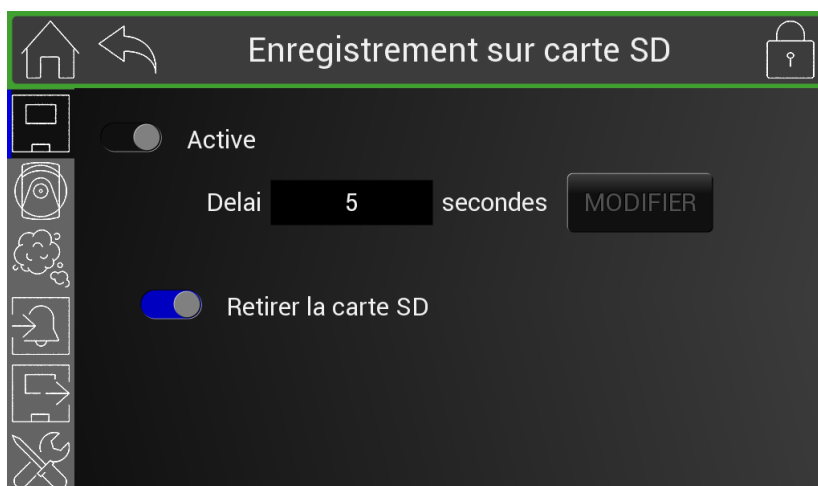 Enregistrement sur carte SD
Active
Delai 5 secondes MODIFIER
Retirer la carte SD